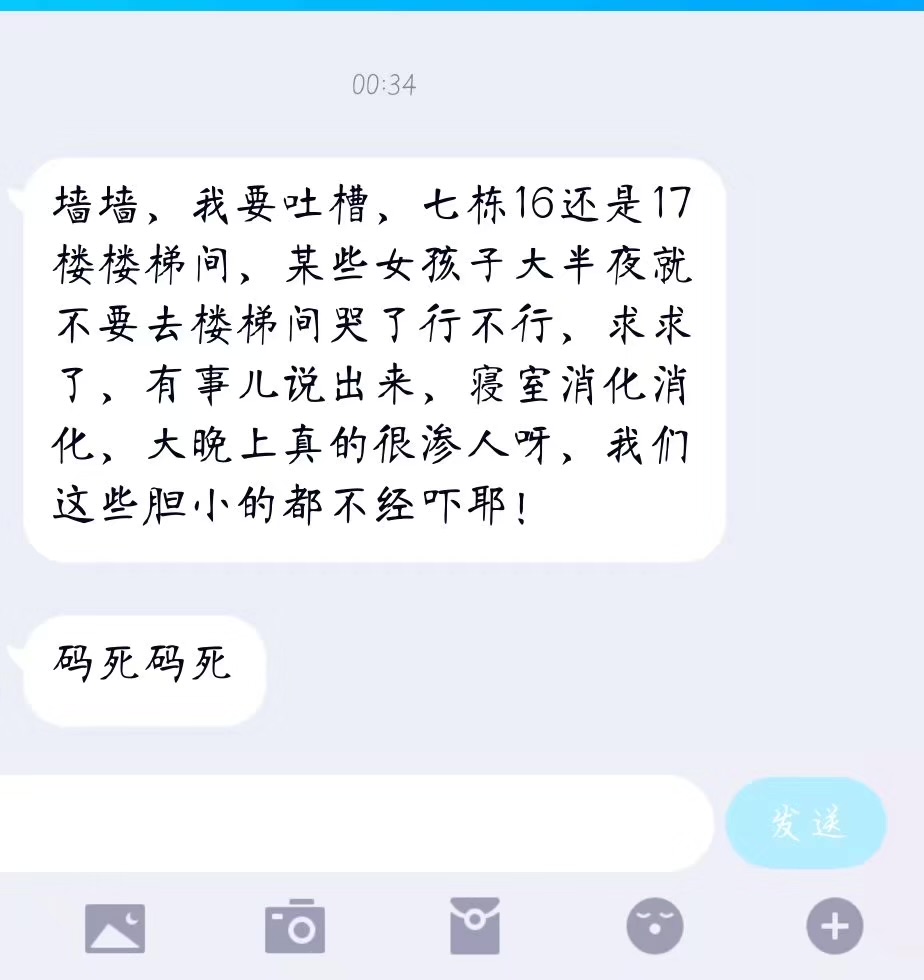 00:34
墙墙，我要吐槽，七栋16还是17
楼楼梯间，某些女孩子大半夜就
不要去楼梯间哭了行不行，求求
了，有事儿说出来，寝室消化消
化，大晚上真的很渗人呀，我们
这些胆小的都不经吓耶！
码死码死
发送